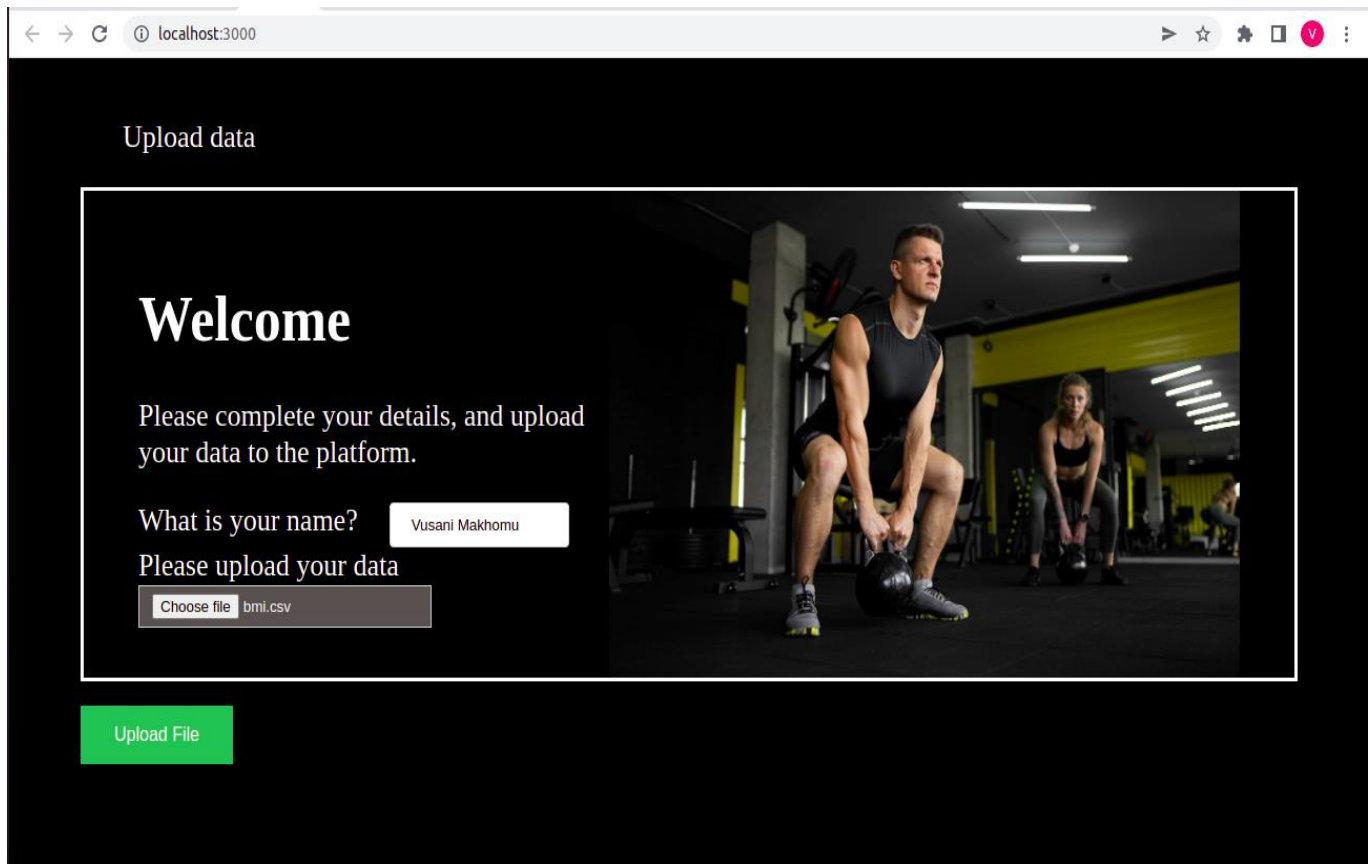 localhost:3000
V
Upload data
Welcome
Please complete your details, and upload
your data to the platform.
What is your name? Vusani Makhomu
Please upload your data
Choose file bmi.csv
Upload File